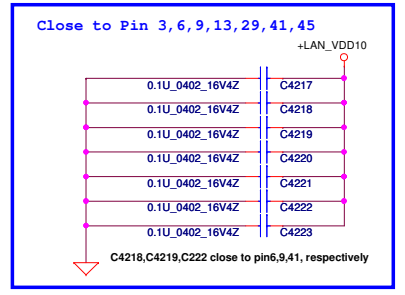 Close to Pin 3,6,9,13,29,41,45
+LAN_VDD10
0.1U_0402_16V4Z C4217
0.1U_0402_16V4Z C4218
0.1U_0402_16V4Z C4219
0.1U_0402_16V4Z C4220
0.1U_0402_16V4Z C4221
0.1U_0402_16V4Z C4222
0.1U_0402_16V4Z C4223
C4218,C4219,C222 close to pin6,9,41, respectively